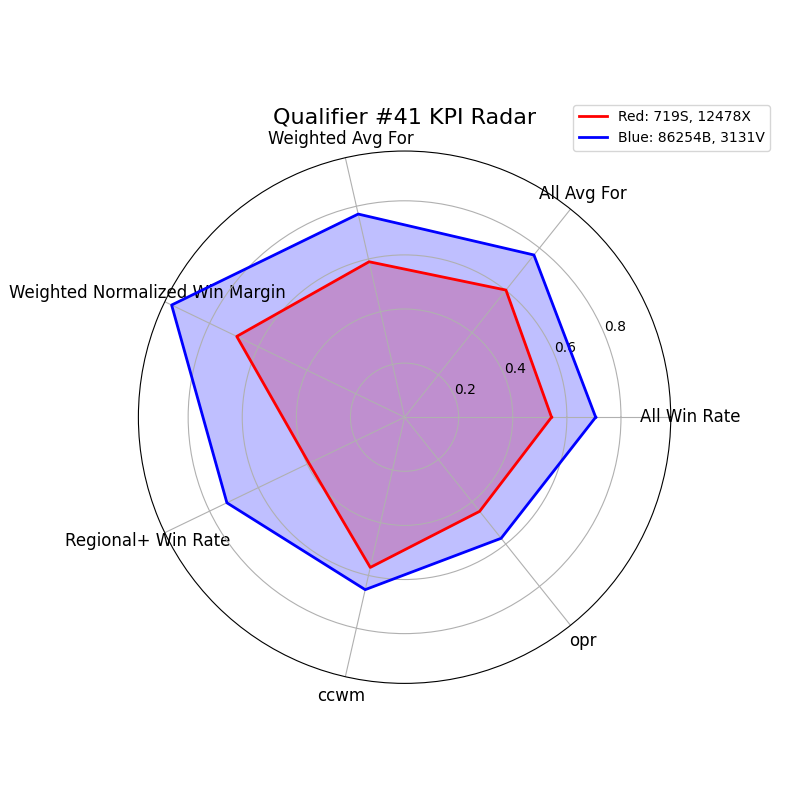 Qualifier #41 KPI Radar
Red: 719S, 12478X
Blue: 86254B, 3131V
Weighted Avg For
All Avg For
Weighted Normalized Win Margin
0.8
0.6
0.4
0.2
All Win Rate
Regional+ Win Rate
opr
ccwm